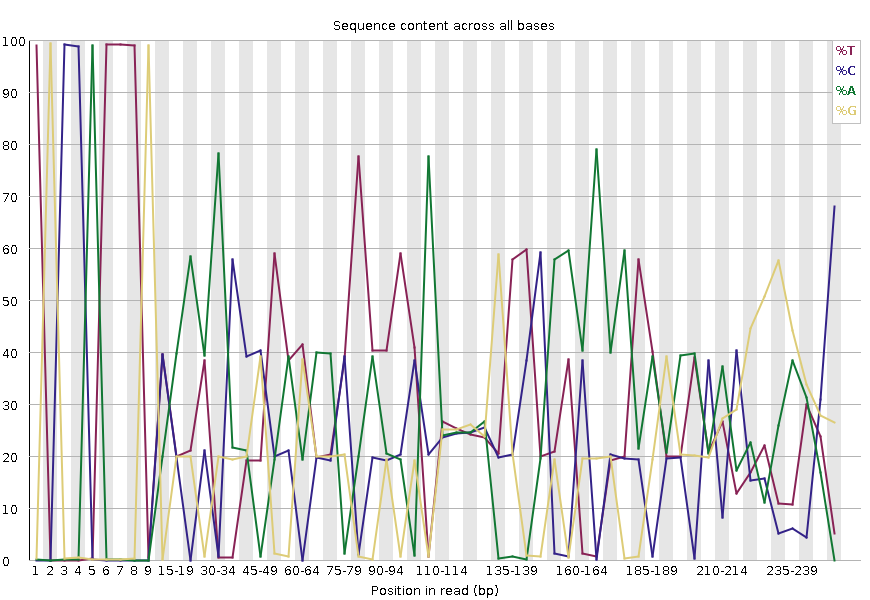 Sequence content across all bases
100
90
80
70
60
50
40
30
20
10
0
%T
%C
%A
%G
1 2 3 4 5 6 7 8 9 15-19 30-34 45-49 60-64 75-79 90-94 110-114 135-139 160-164 185-189 210-214 235-239
Position in read (bp)